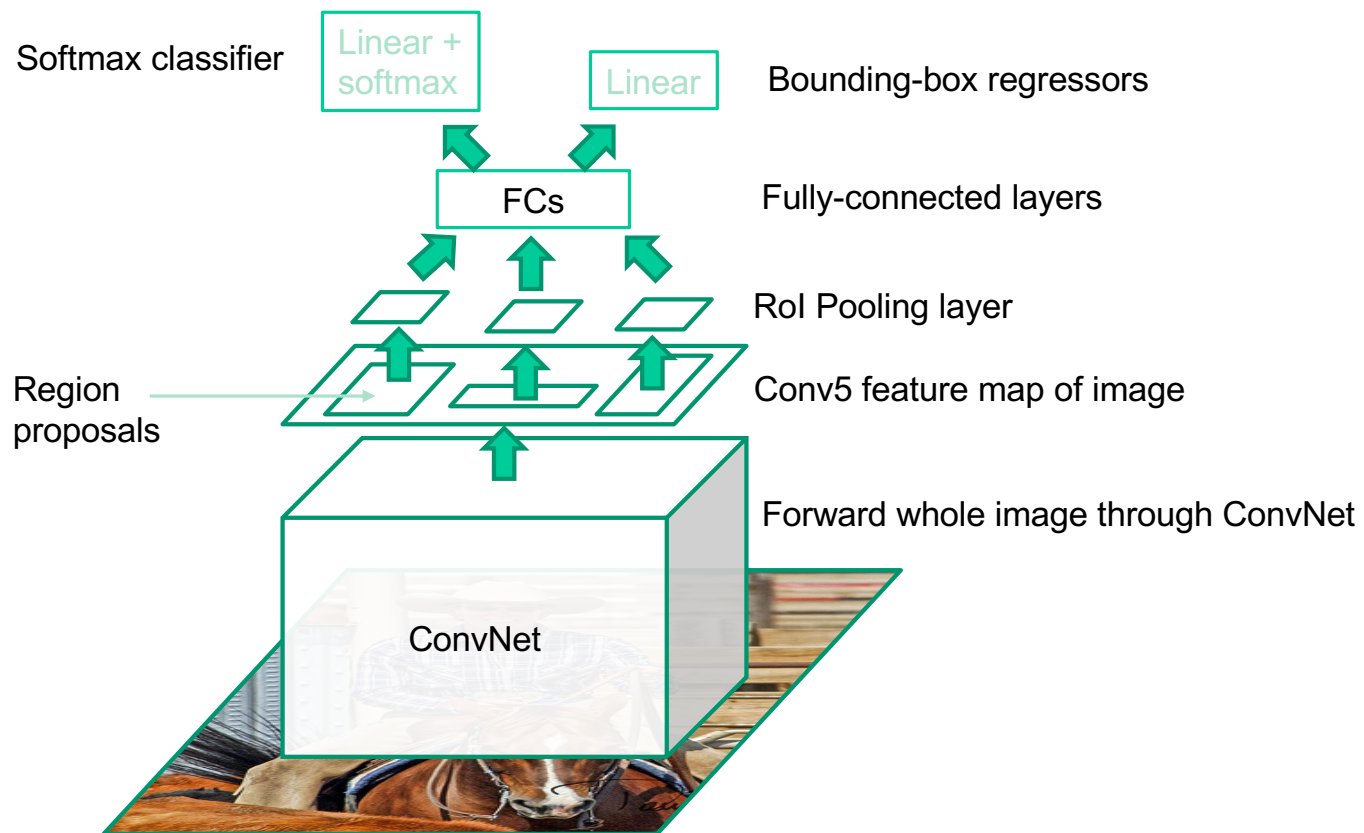 Softmax classifier
Linear +
softmax
Linear
Bounding-box regressors
FCs
Fully-connected layers
RoI Pooling layer
Region
proposals
Conv5 feature map of image
Forward whole image through ConvNet
ConvNet